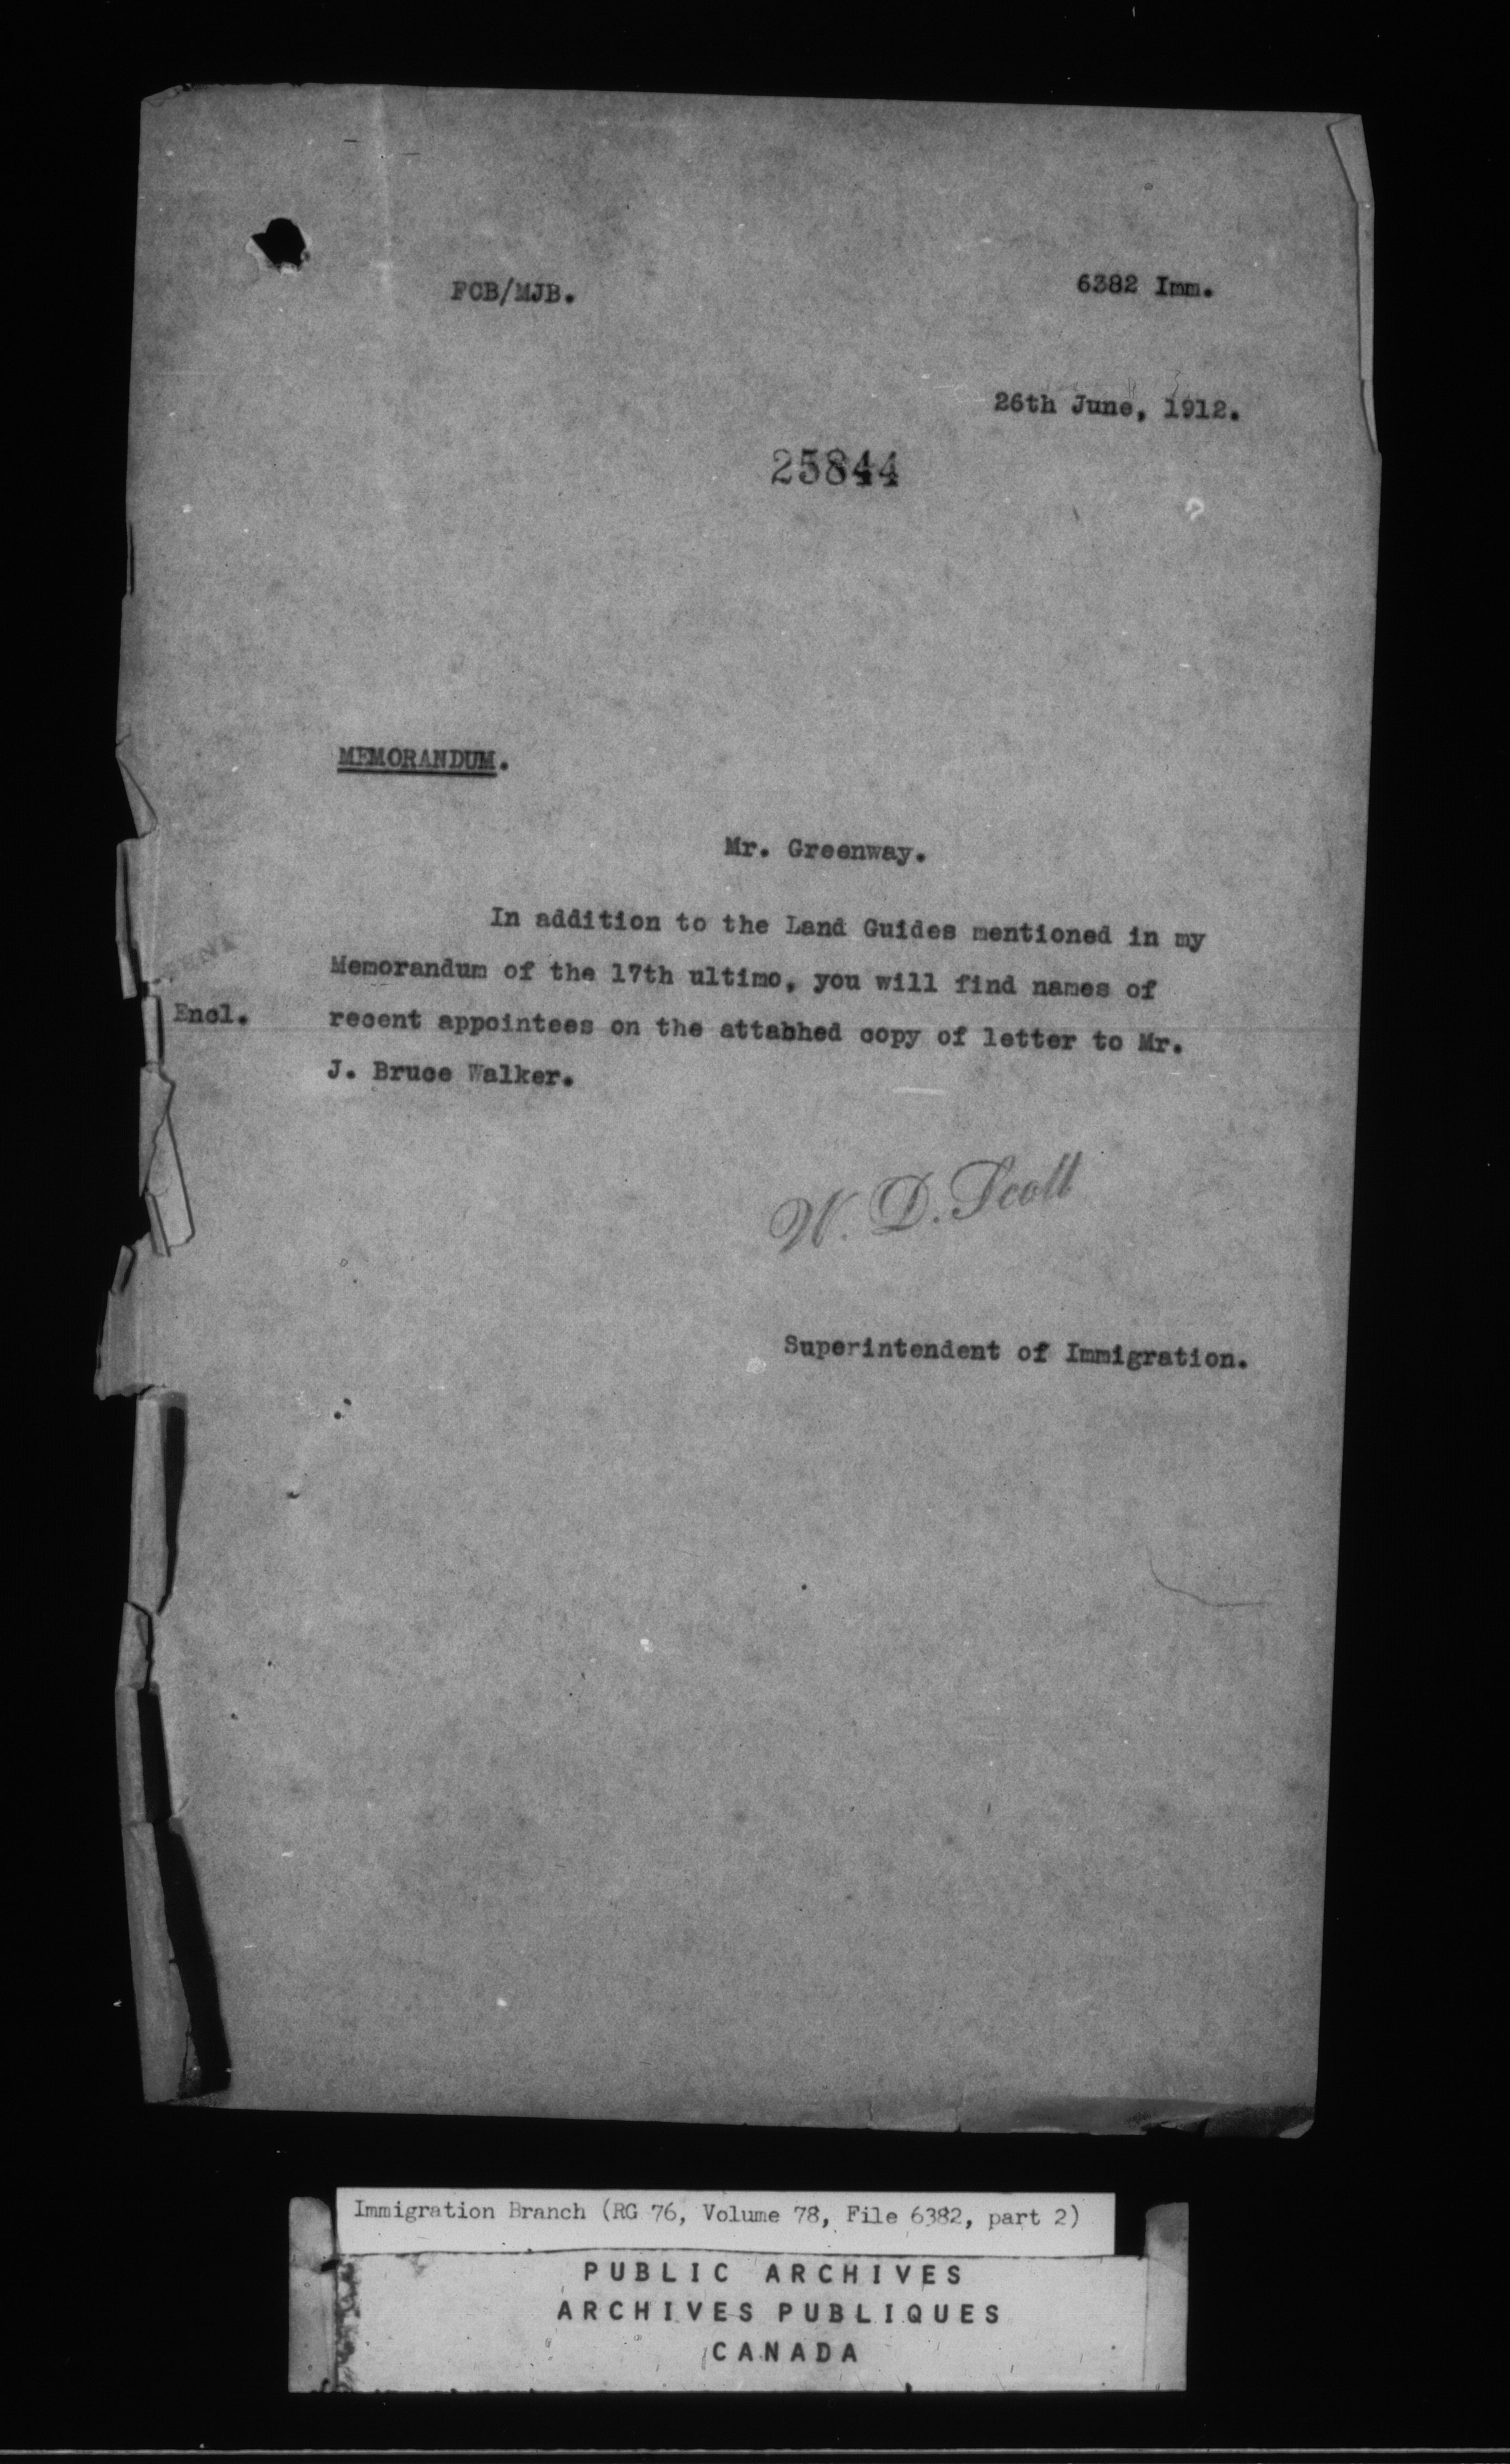 FCB/MJB.
6382 Imm.
26th June, 1912.
25844
MEMORANDUM.
Mr. Greenway.
In addition to the Land Guides mentioned in my
Memorandum of the 17th ultimo, you will find names of
Encl.
recent appointees on the attabhed copy of letter to Mr.
J. Bruce Walker.
W. D. Scott
Superintendent of Immigration.
Immigration Branch (RG 76, Volume 78, File 6382, part 2)
PUBLIC ARCHIVES
ARCHIVES PUBLIQUES
CANADA